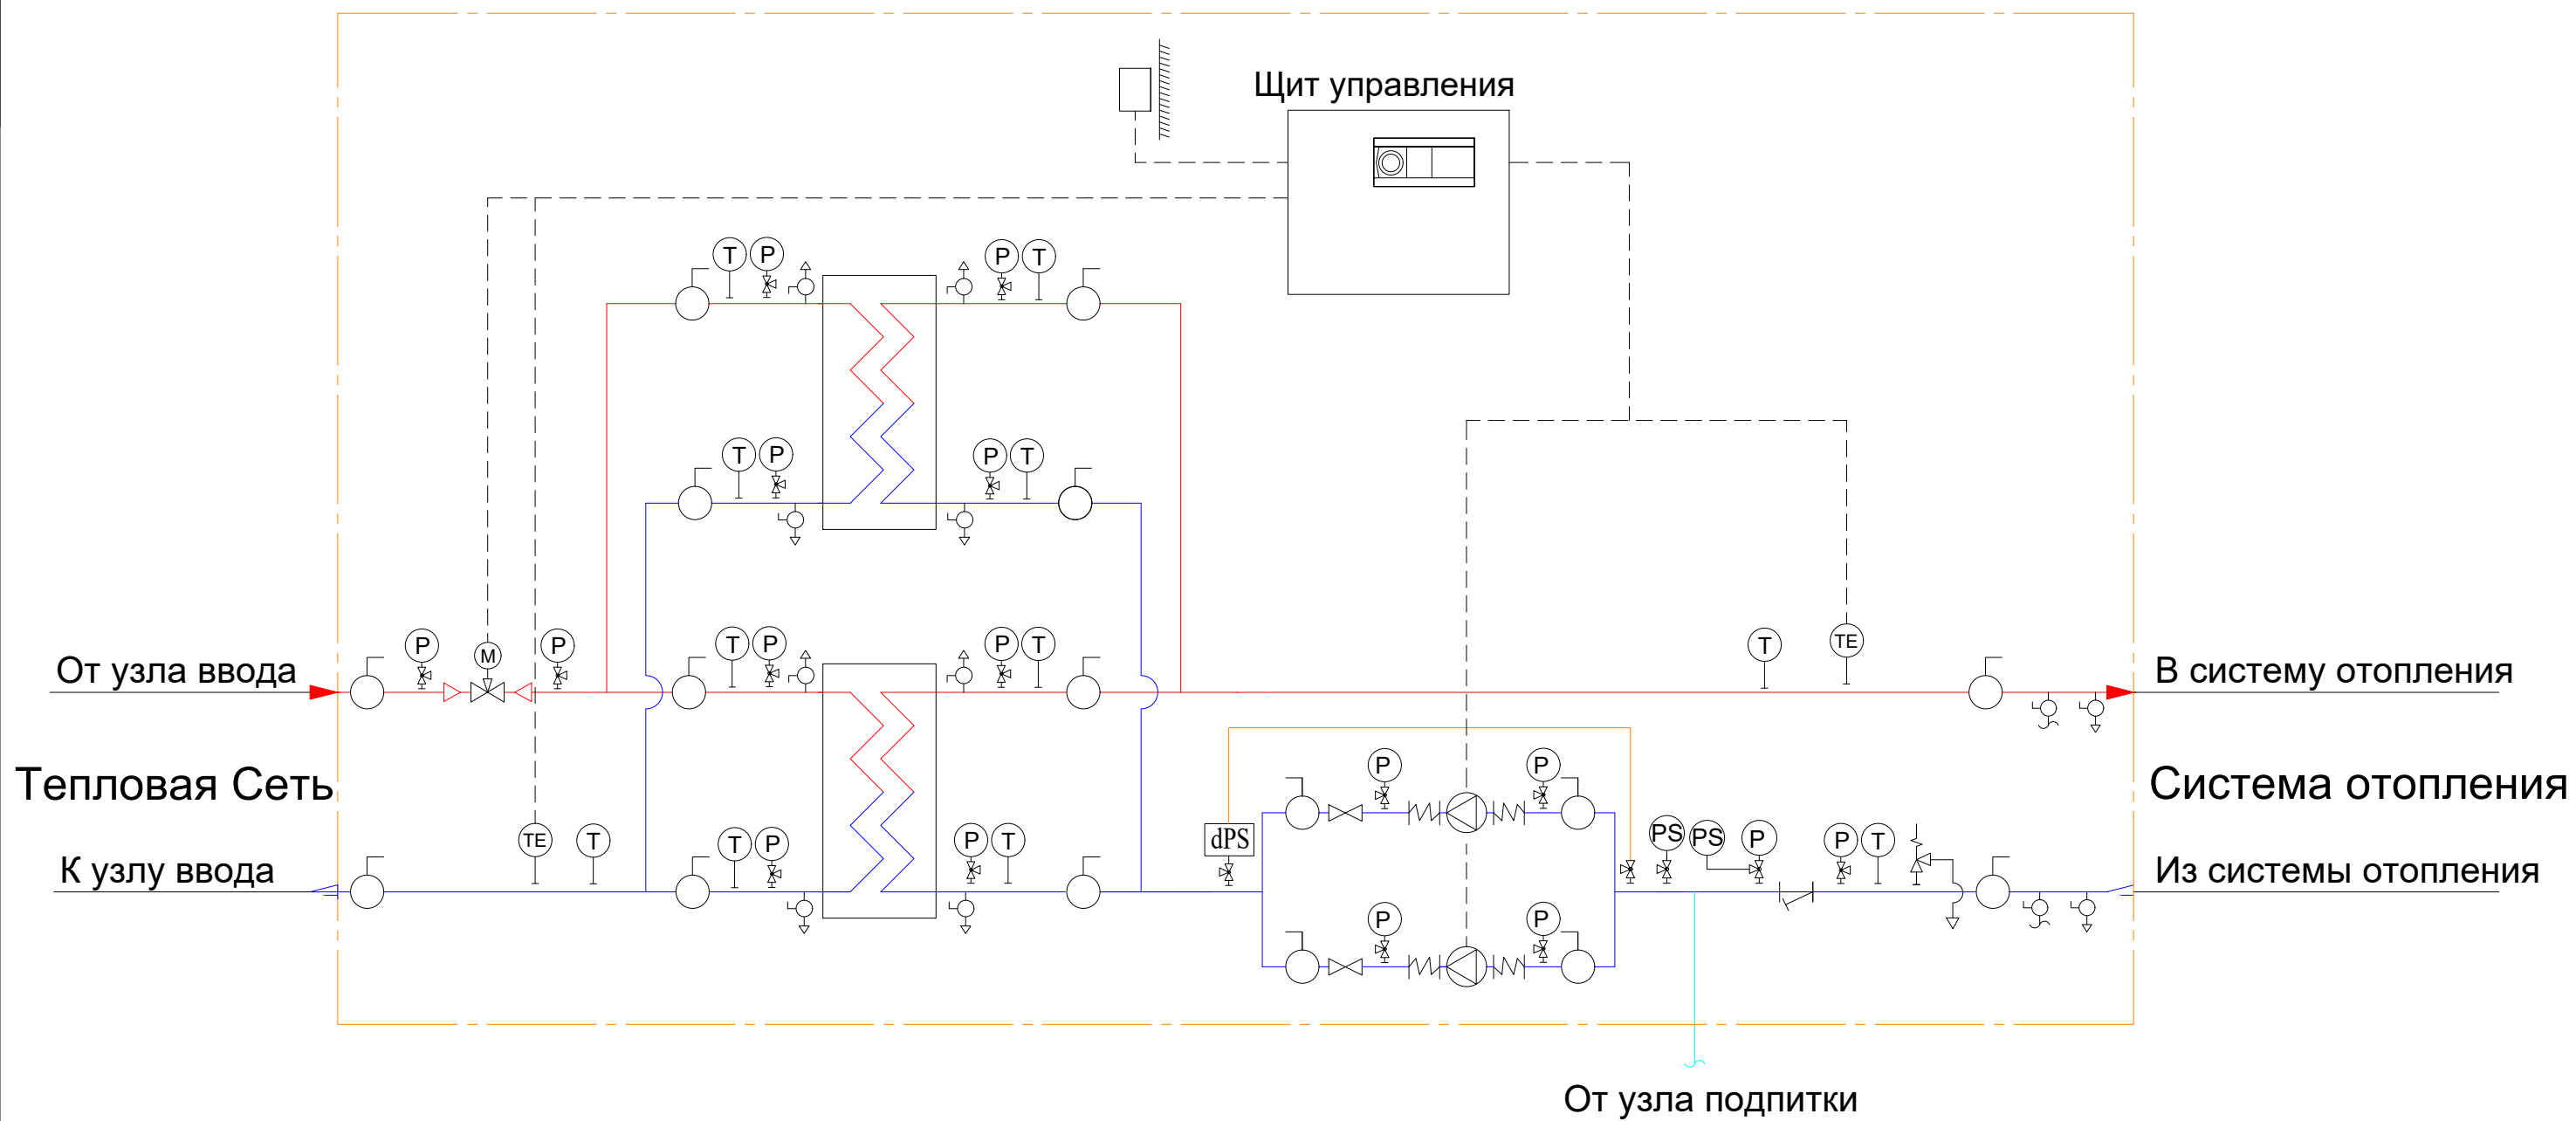 Щит управления
T P P T
T P P T
P M P T P P T T TE
От узла ввода
В систему отопления
Тепловая Сеть
Система отопления
P P
TE T T P P T dPS PS PS P P T
К узлу ввода
Из системы отопления
P P
От узла подпитки